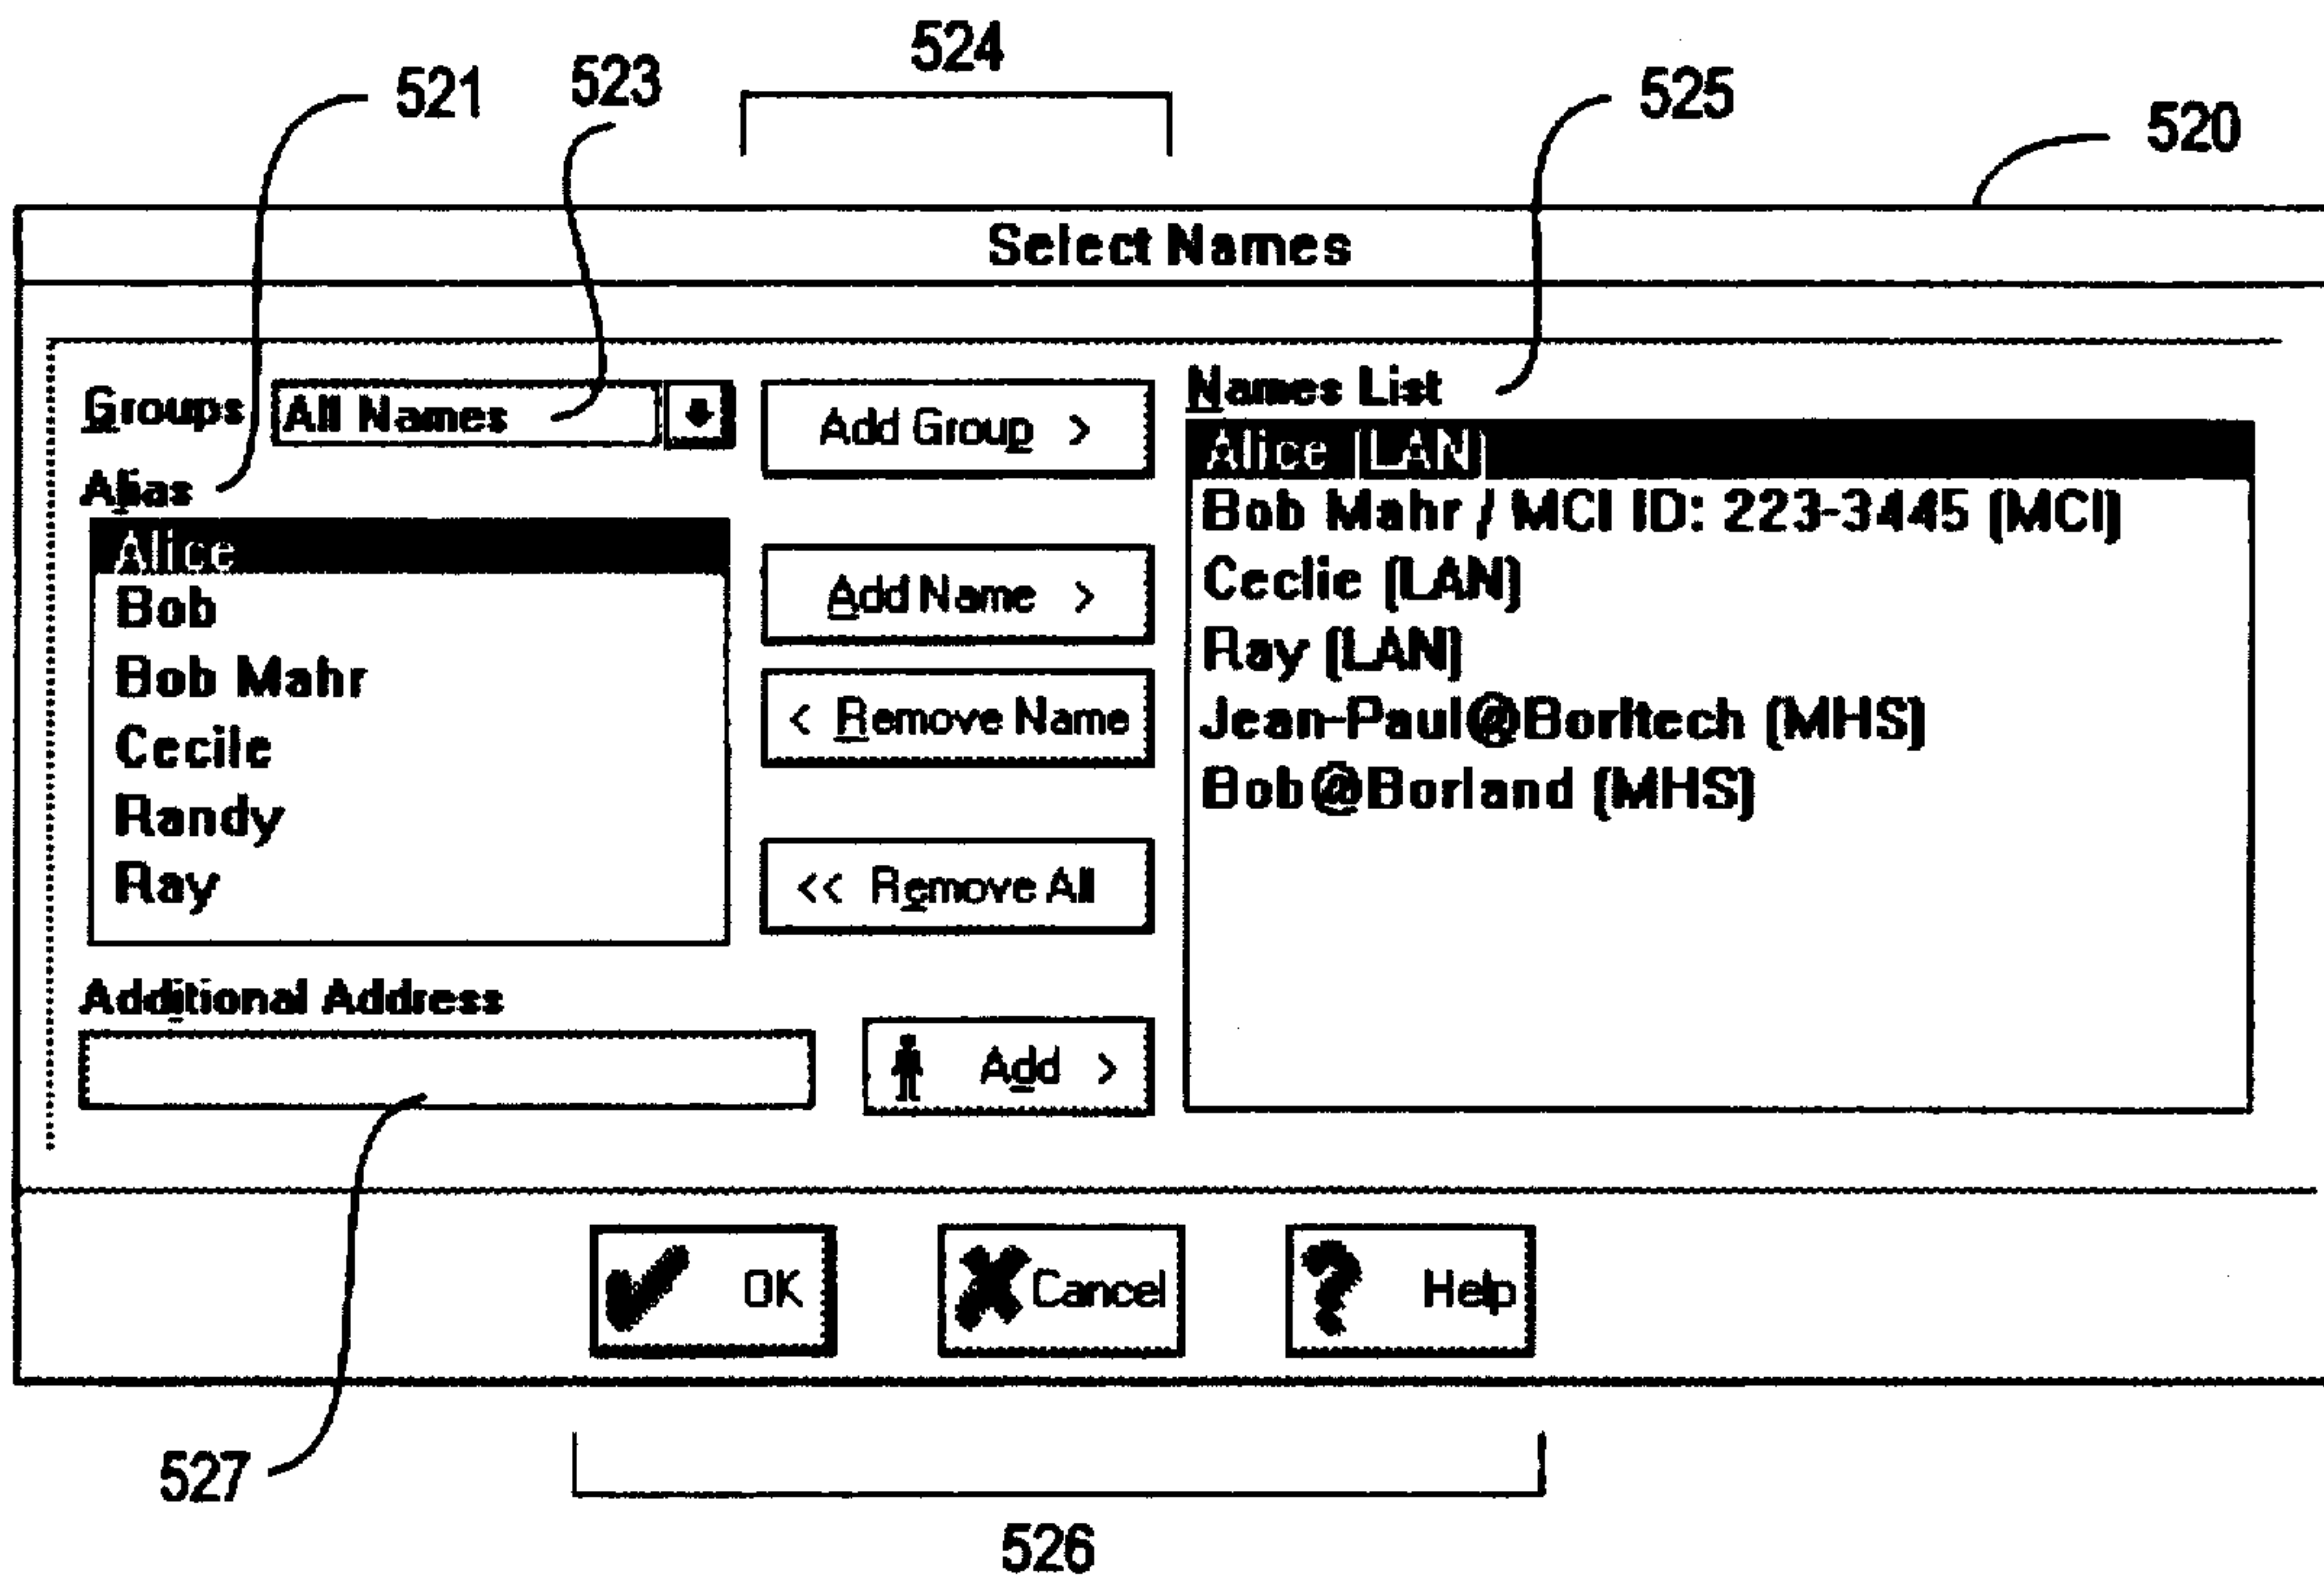 524
521
523
525
520
Select Names
Groups
All Names
Add Group >
Names List
Alias
Alice
Bob
Bob Mahr
Cecile
Randy
Ray
Add Name >
< Remove Name
<< Remove All
Alice (LAN)
Bob Mahr / MCI ID: 223-3445 (MCI)
Ceclie (LAN)
Ray (LAN)
Jean-Paul@Boritech (MHS)
Bob@Borland (MHS)
Additional Address
Add >
OK
Cancel
Help
527
526